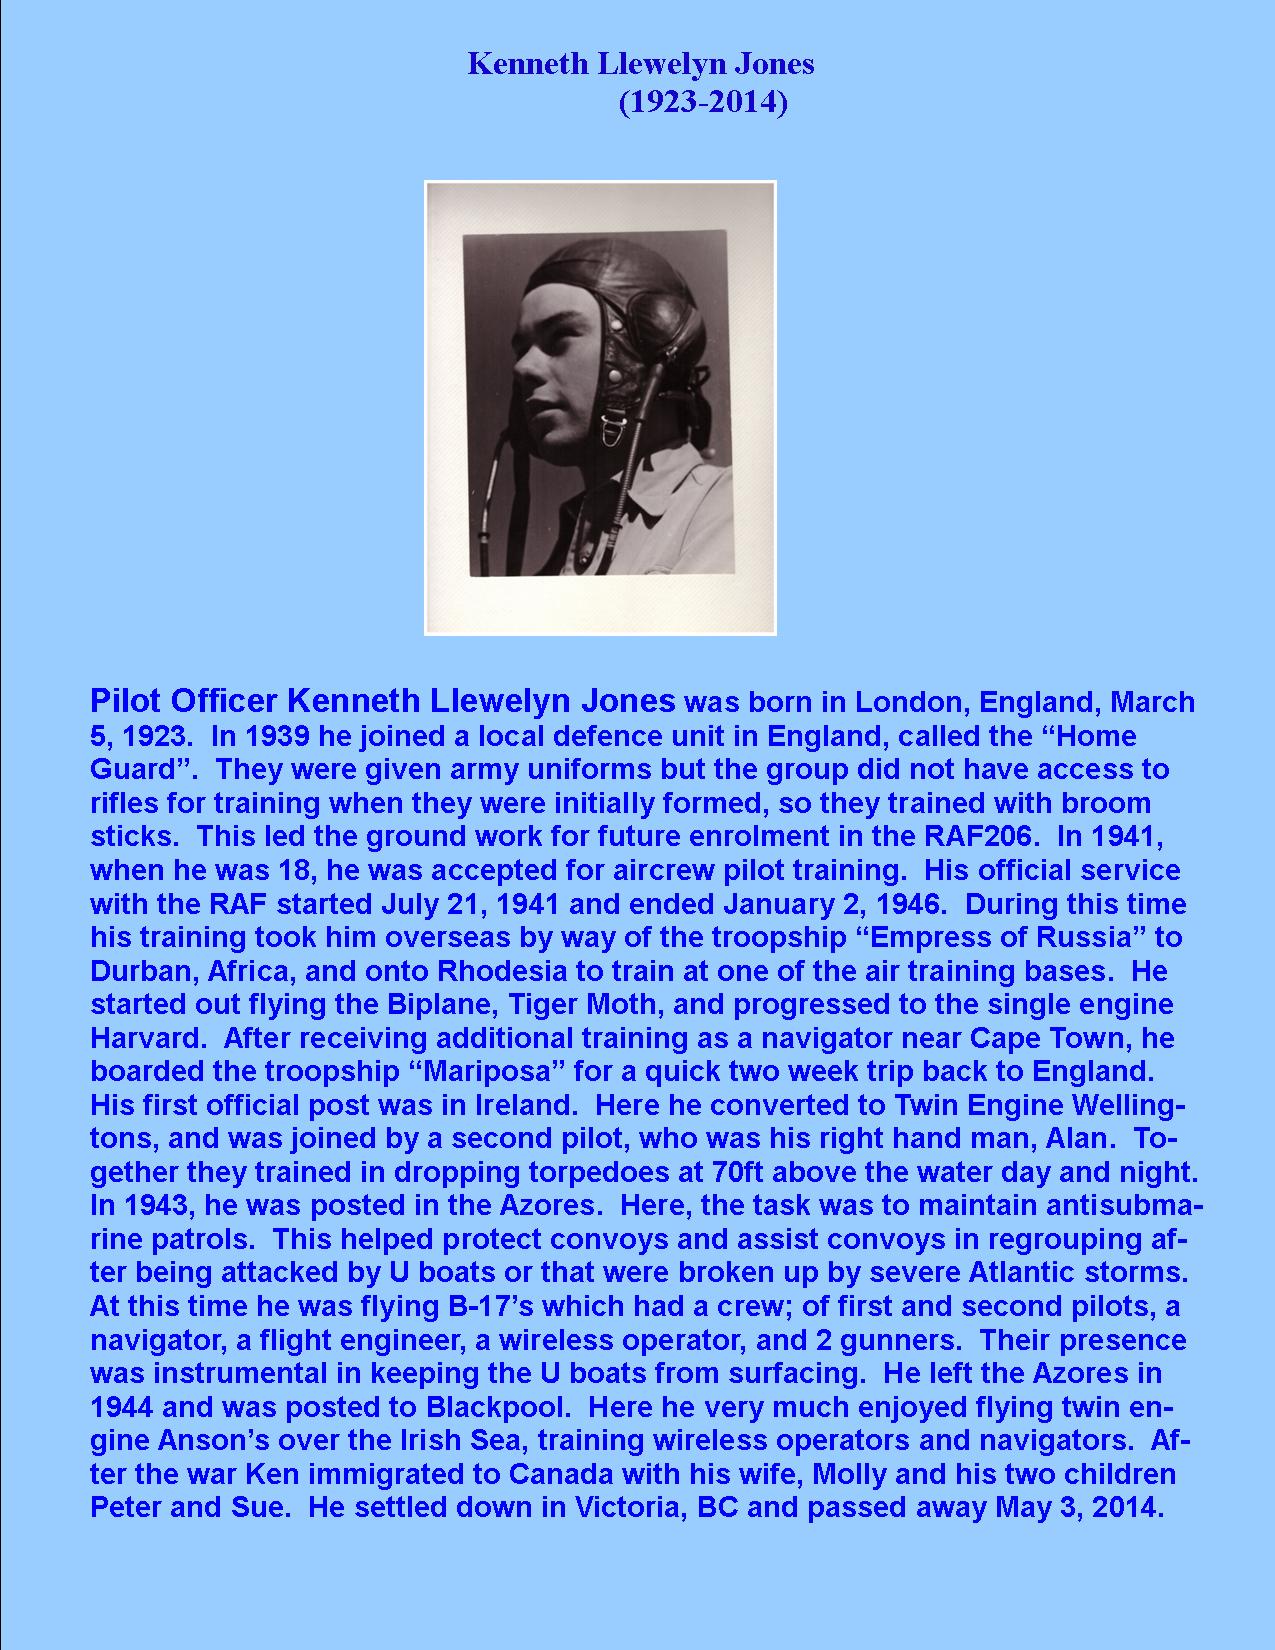 Kenneth Llewelyn Jones
(1923-2014)
Pilot Officer Kenneth Llewelyn Jones was born in London, England, March
5, 1923.  In 1939 he joined a local defence unit in England, called the “Home
Guard”.  They were given army uniforms but the group did not have access to
rifles for training when they were initially formed, so they trained with broom
sticks.  This led the ground work for future enrolment in the RAF206.  In 1941,
when he was 18, he was accepted for aircrew pilot training.  His official service
with the RAF started July 21, 1941 and ended January 2, 1946.  During this time
his training took him overseas by way of the troopship “Empress of Russia” to
Durban, Africa, and onto Rhodesia to train at one of the air training bases.  He
started out flying the Biplane, Tiger Moth, and progressed to the single engine
Harvard.  After receiving additional training as a navigator near Cape Town, he
boarded the troopship “Mariposa” for a quick two week trip back to England.
His first official post was in Ireland.  Here he converted to Twin Engine Welling-
tons, and was joined by a second pilot, who was his right hand man, Alan.  To-
gether they trained in dropping torpedoes at 70ft above the water day and night.
In 1943, he was posted in the Azores.  Here, the task was to maintain antisubma-
rine patrols.  This helped protect convoys and assist convoys in regrouping af-
ter being attacked by U boats or that were broken up by severe Atlantic storms.
At this time he was flying B-17’s which had a crew; of first and second pilots, a
navigator, a flight engineer, a wireless operator, and 2 gunners.  Their presence
was instrumental in keeping the U boats from surfacing.  He left the Azores in
1944 and was posted to Blackpool.  Here he very much enjoyed flying twin en-
gine Anson’s over the Irish Sea, training wireless operators and navigators.  Af-
ter the war Ken immigrated to Canada with his wife, Molly and his two children
Peter and Sue.  He settled down in Victoria, BC and passed away May 3, 2014.